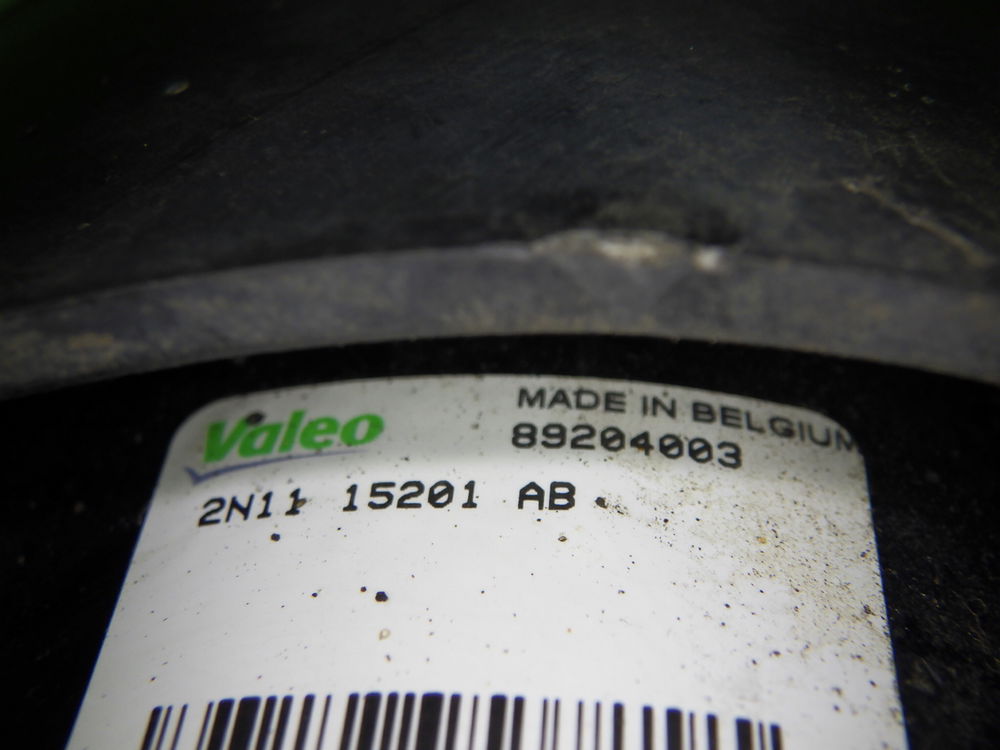 Valeo
MADE IN BELGIUM
89204003
2N11 15201 AB